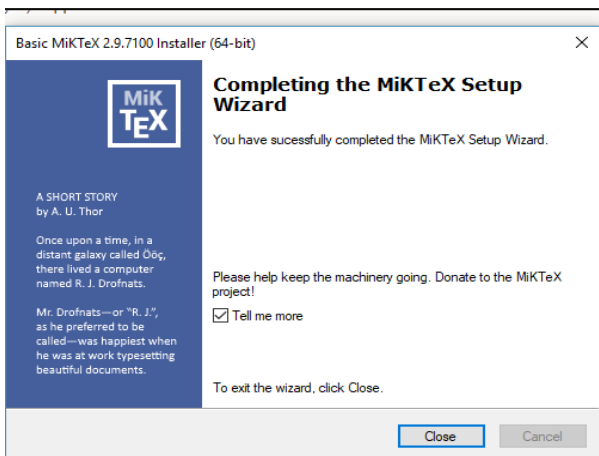 Basic MiKTeX 2.9.7100 Installer (64-bit)
MiK
TEX
A SHORT STORY
by A. U. Thor
Once upon a time, in a
distant galaxy called Ööç,
there lived a computer
named R. J. Drofnats.
Mr. Drofnats—or “R. J.”,
as he preferred to be
called—was happiest when
he was at work typesetting
beautiful documents.
Completing the MiKTeX Setup
Wizard
You have sucessfully completed the MiKTeX Setup Wizard.
Please help keep the machinery going. Donate to the MiKTeX
project!
Tell me more
To exit the wizard, click Close.
Close
Cancel